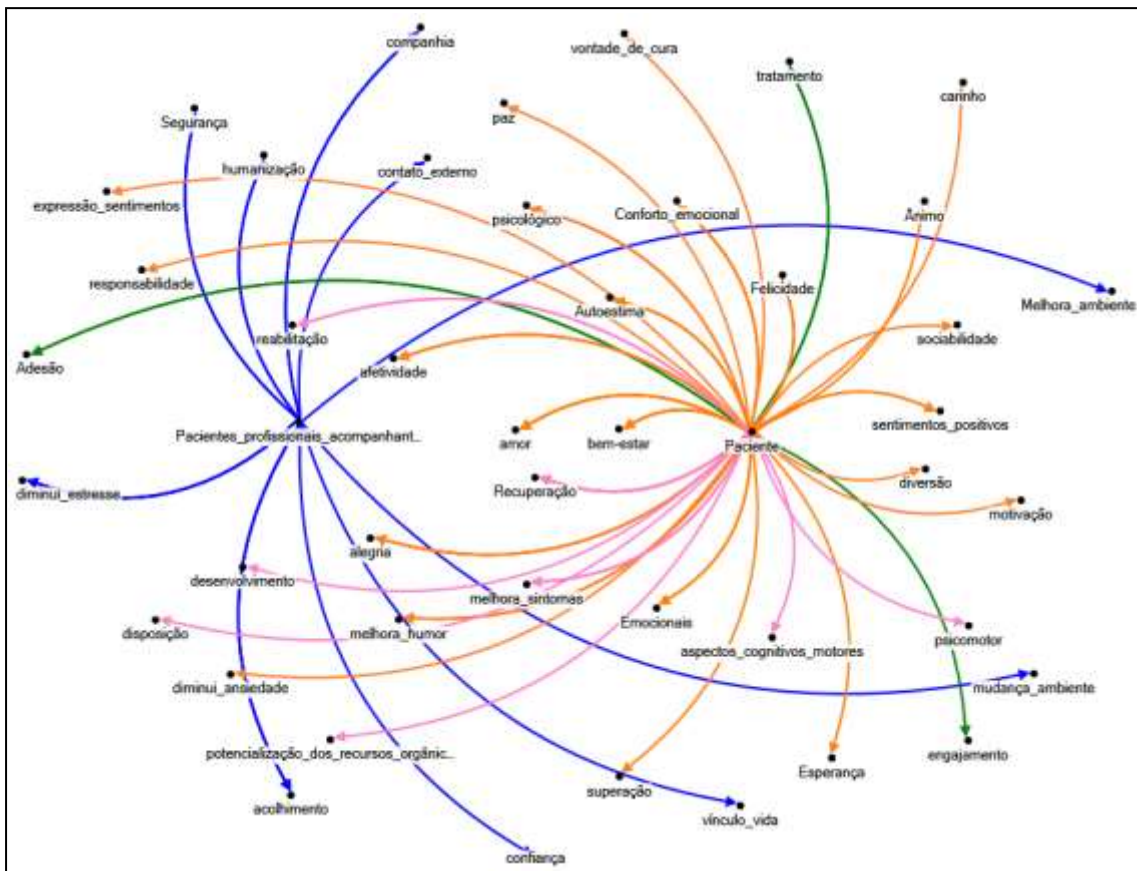 companhia
vontade_de_cura
tratamento
carinho
paz
Segurança
humanização
contato_externo
expressão_sentimentos
psicológico
Conforto_emocional
Ânimo
responsabilidade
Felicidade
Melhora_ambiente
Autoestima
reabilitação
sociabilidade
Adesão
afetividade
sentimentos_positivos
Pacientes_profissionais_acompanhant...
amor
bem-estar
Paciente
diversão
diminui_estresse
Recuperação
motivação
alegria
desenvolvimento
melhora_sintomas
Emocionais
disposição
melhora_humor
aspectos_cognitivos_motores
psicomotor
diminui_ansiedade
mudança_ambiente
potencialização_dos_recursos_orgânic...
engajamento
Esperança
superação
acolhimento
vínculo_vida
confiança